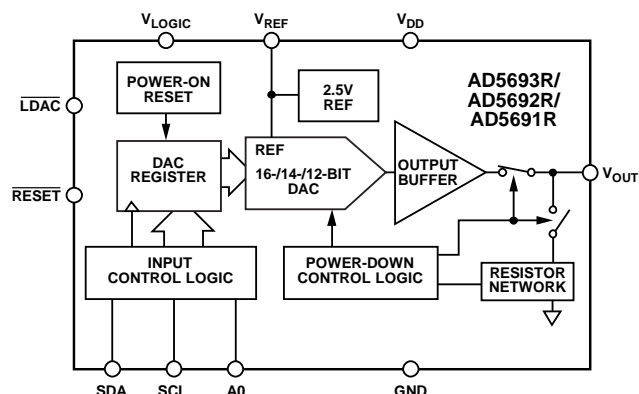 VLOGIC
VREF
VDD
POWER-ON
RESET
2.5V
REF
AD5693R/
AD5692R/
AD5691R
LDAC
DAC
REGISTER
REF
16-/14-/12-BIT
DAC
OUTPUT
BUFFER
VOUT
RESET
INPUT
CONTROL LOGIC
POWER-DOWN
CONTROL LOGIC
RESISTOR
NETWORK
SDA
SCL
A0
GND